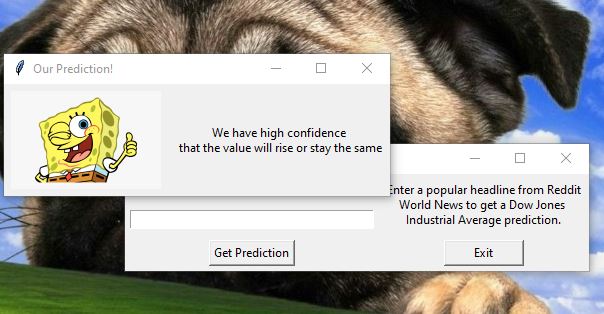 Our Prediction!
We have high confidence
that the value will rise or stay the same
Enter a popular headline from Reddit
World News to get a Dow Jones
Industrial Average prediction.
Get Prediction
Exit